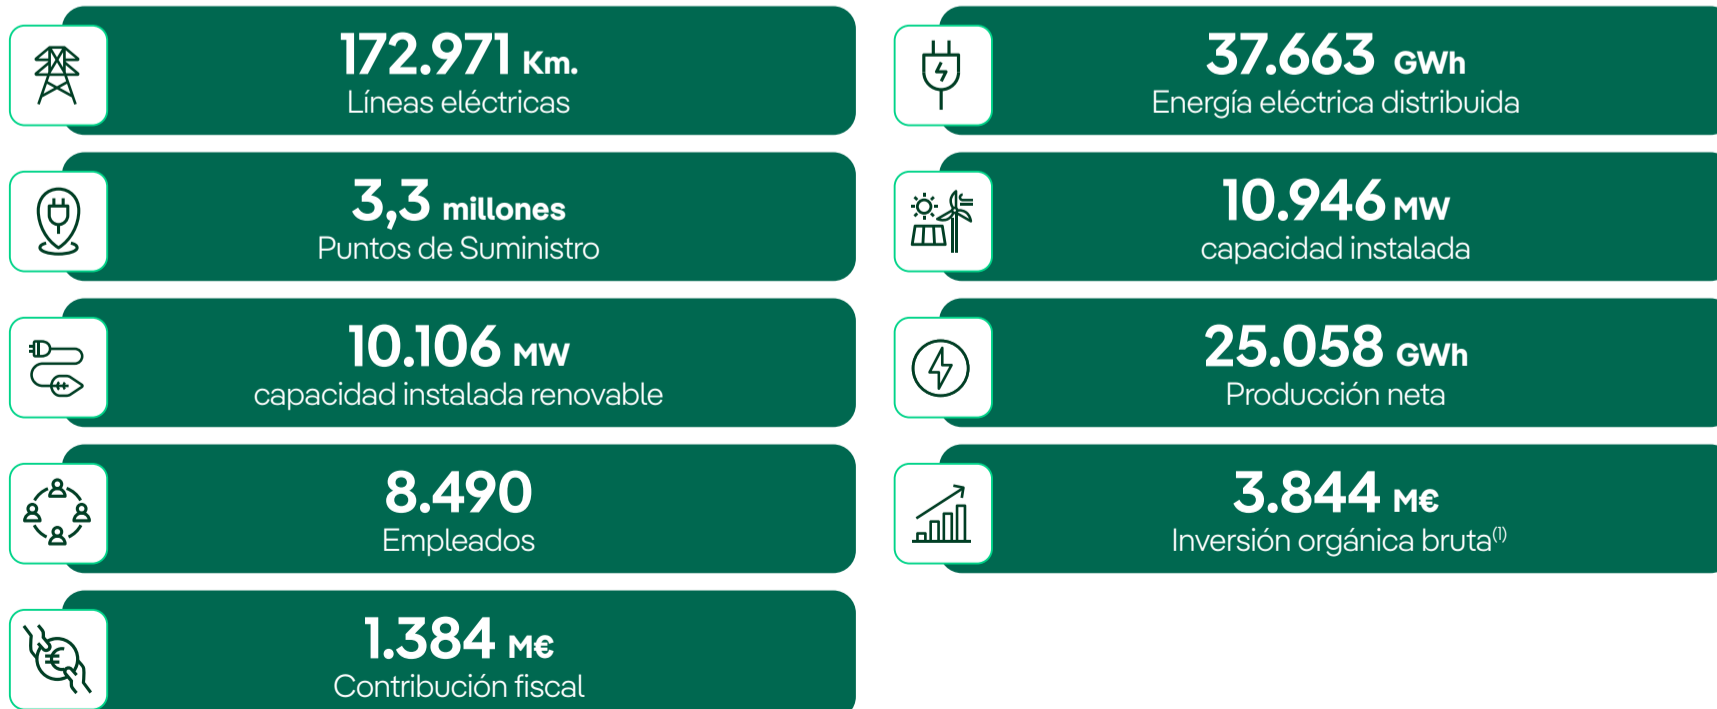 172.971 Km.
Líneas eléctricas
37.663 GWh
Energía eléctrica distribuida
3,3 millones
Puntos de Suministro
10.946 MW
capacidad instalada
10.106 MW
capacidad instalada renovable
25.058 GWh
Producción neta
8.490
Empleados
3.844 M€
Inversión orgánica bruta(1)
1.384 M€
Contribución fiscal